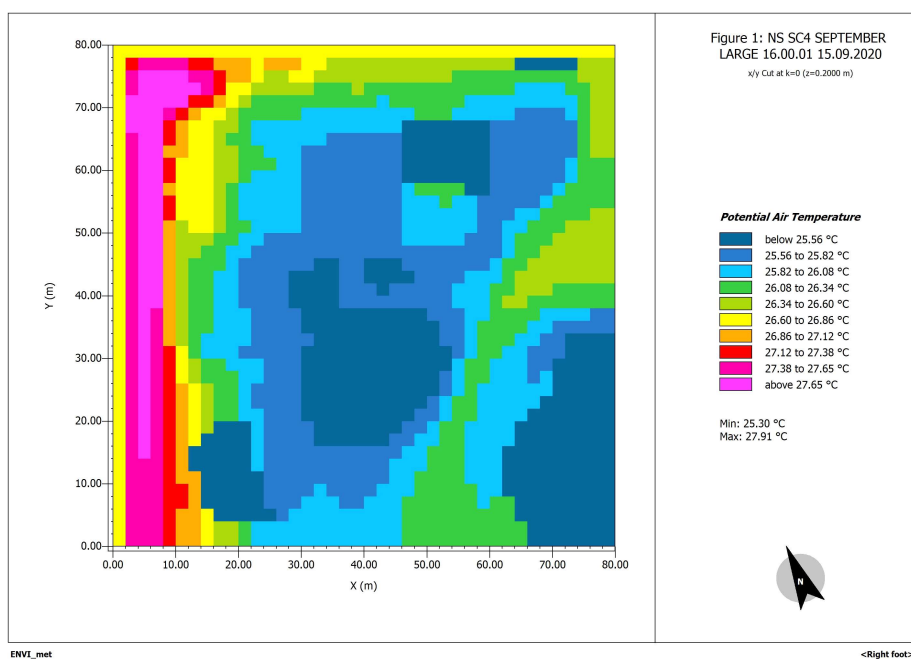 Figure 1: NS SC4 SEPTEMBER
LARGE 16.00.01 15.09.2020
x/y Cut at k=0 (z=0.2000 m)
80.00
70.00
60.00
50.00
40.00
30.00
20.00
10.00
0.00
Y (m)
0.00 10.00 20.00 30.00 40.00 50.00 60.00 70.00 80.00
X (m)
Potential Air Temperature
below 25.56 °C
25.56 to 25.82 °C
25.82 to 26.08 °C
26.08 to 26.34 °C
26.34 to 26.60 °C
26.60 to 26.86 °C
26.86 to 27.12 °C
27.12 to 27.38 °C
27.38 to 27.65 °C
above 27.65 °C
Min: 25.30 °C
Max: 27.91 °C
N
ENVI_met
<Right foot>